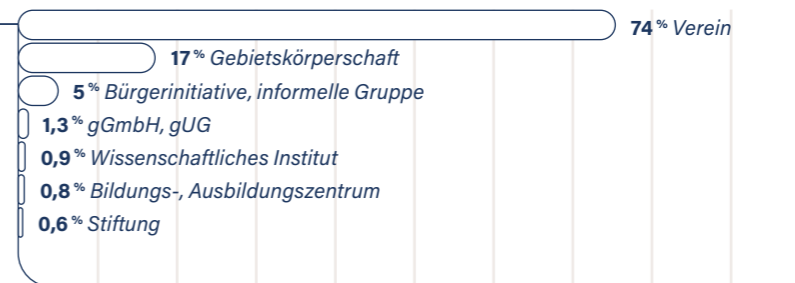 74 % Verein
17 % Gebietskörperschaft
5 % Bürgerinitiative, informelle Gruppe
1,3 % gGmbH, gUG
0,9 % Wissenschaftliches Institut
0,8 % Bildungs-, Ausbildungszentrum
0,6 % Stiftung